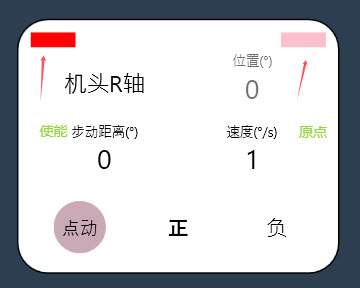 位置(°)
机头R轴
0
使能 步动距离(°) 速度(°/s) 原点
0 1
点动 正 负